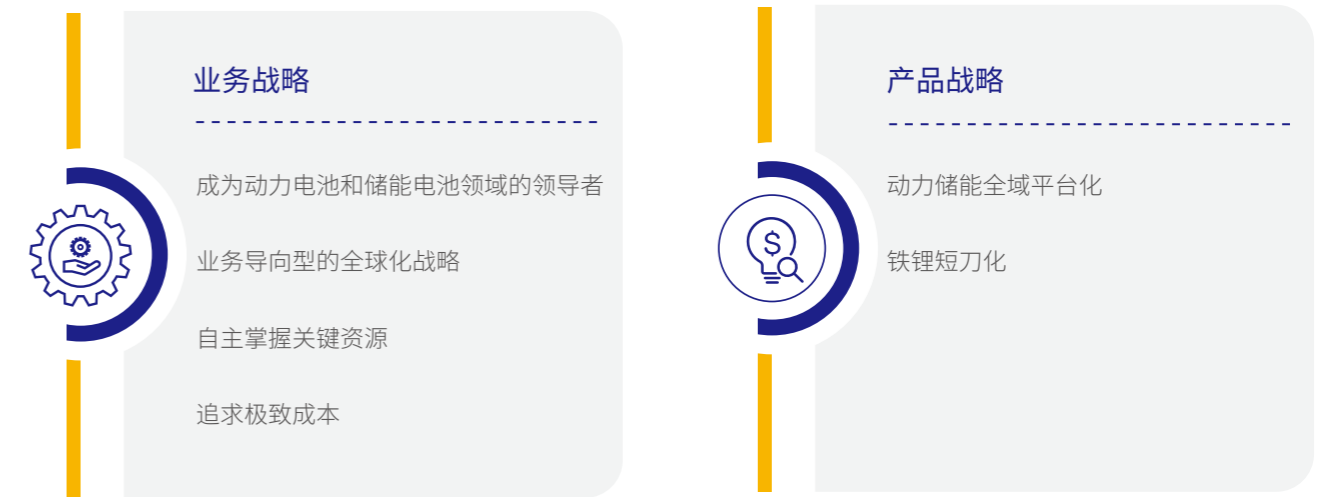 业务战略
成为动力电池和储能电池领域的领导者
业务导向型的全球化战略
自主掌握关键资源
追求极致成本
产品战略
动力储能全域平台化
铁锂短刀化
$